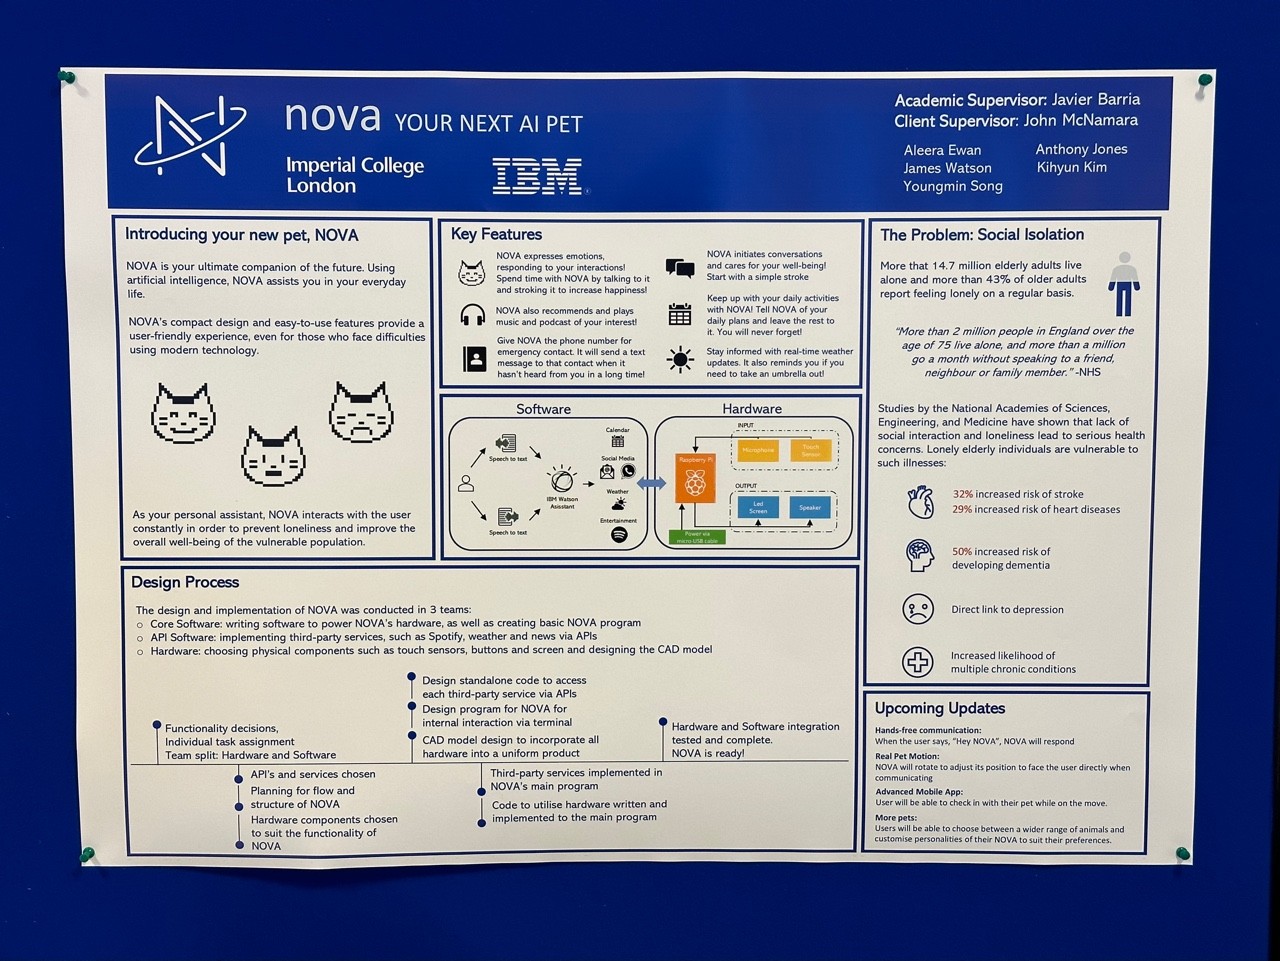 nova YOUR NEXT AI PET
Imperial College
London
IBM
Academic Supervisor: Javier Barria
Client Supervisor: John McNamara
Aleera Ewan
Anthony Jones
James Watson
Kihyun Kim
Youngmin Song
Introducing your new pet, NOVA
NOVA is your ultimate companion of the future. Using
artificial intelligence, NOVA assists you in your everyday
life.
NOVA's compact design and easy-to-use features provide a
user-friendly experience, even for those who face difficulties
using modern technology.
As your personal assistant, NOVA interacts with the user
constantly in order to prevent loneliness and improve the
overall well-being of the vulnerable population.
Key Features
NOVA expresses emotions,
responding to your interactions!
Spend time with NOVA by talking to it
and stroking it to increase happiness!
NOVA also recommends and plays
music and podcast of your interest!
Give NOVA the phone number for
emergency contact. It will send a text
message to that contact when it
hasn't heard from you in a long time!
NOVA initiates conversations
and cares for your well-being!
Start with a simple stroke
Keep up with your daily activities
with NOVA! Tell NOVA of your
daily plans and leave the rest to
it. You will never forget!
Stay informed with real-time weather
updates. It also reminds you if you
need to take an umbrella out!
Software
Speech to text
Speech to text
IBM Watson
Assistant
Calendar
Social Media
Weather
Entertainment
Hardware
INPUT
Raspberry Pi
Microphone
Touch
Sensor
OUTPUT
Led
Screen
Speaker
Power via
micro-USB cable
The Problem: Social Isolation
More that 14.7 million elderly adults live
alone and more than 43% of older adults
report feeling lonely on a regular basis.
"More than 2 million people in England over the
age of 75 live alone, and more than a million
go a month without speaking to a friend,
neighbour or family member." -NHS
Studies by the National Academies of Sciences,
Engineering, and Medicine have shown that lack of
social interaction and loneliness lead to serious health
concerns. Lonely elderly individuals are vulnerable to
such illnesses:
32% increased risk of stroke
29% increased risk of heart diseases
50% increased risk of
developing dementia
Direct link to depression
Increased likelihood of
multiple chronic conditions
Design Process
The design and implementation of NOVA was conducted in 3 teams:
o Core Software: writing software to power NOVA's hardware, as well as creating basic NOVA program
o API Software: implementing third-party services, such as Spotify, weather and news via APIs
o Hardware: choosing physical components such as touch sensors, buttons and screen and designing the CAD model
Functionality decisions,
Individual task assignment
Team split: Hardware and Software
API's and services chosen
Planning for flow and
structure of NOVA
Hardware components chosen
to suit the functionality of
NOVA
Design standalone code to access
each third-party service via APIs
Design program for NOVA for
internal interaction via terminal
CAD model design to incorporate all
hardware into a uniform product
Third-party services implemented in
NOVA's main program
Code to utilise hardware written and
implemented to the main program
Hardware and Software integration
tested and complete.
NOVA is ready!
Upcoming Updates
Hands-free communication:
When the user says, "Hey NOVA", NOVA will respond
Real Pet Motion:
NOVA will rotate to adjust its position to face the user directly when
communicating
Advanced Mobile App:
User will be able to check in with their pet while on the move.
More pets:
Users will be able to choose between a wider range of animals and
customise personalities of their NOVA to suit their preferences.